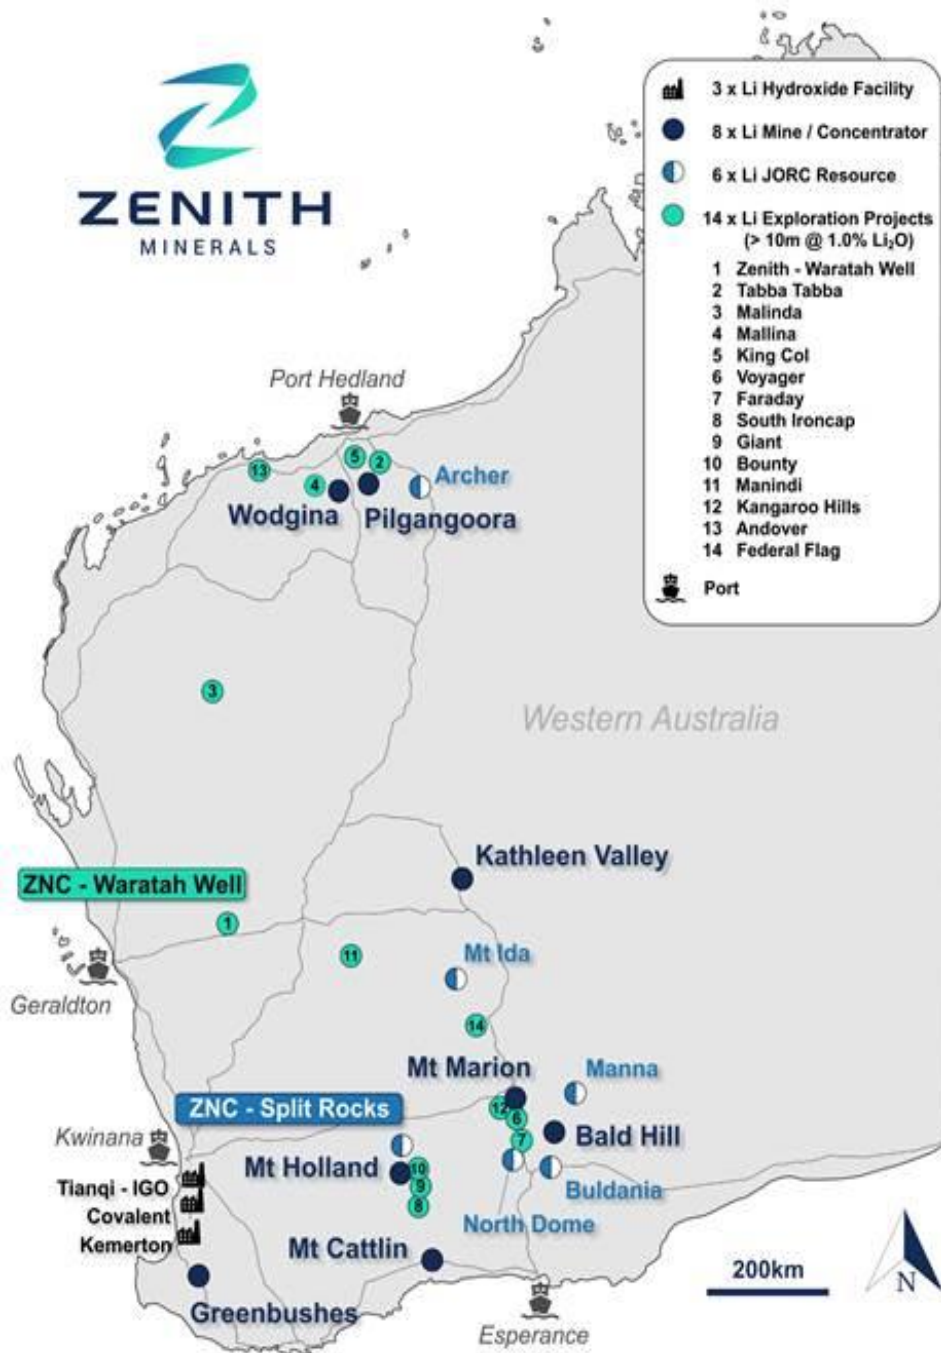 ZENITH
MINERALS
3 x Li Hydroxide Facility
8 x Li Mine / Concentrator
6 x Li JORC Resource
14 x Li Exploration Projects
(> 10m @ 1.0% Li₂O)
1 Zenith - Waratah Well
2 Tabba Tabba
3 Malinda
4 Mallina
5 King Col
6 Voyager
7 Faraday
8 South Ironcap
9 Giant
10 Bounty
11 Manindi
12 Kangaroo Hills
13 Andover
14 Federal Flag
Port
Port Hedland
5
2
13
4
Archer
Wodgina
Pilgangoora
3
Western Australia
Kathleen Valley
ZNC - Waratah Well
1
11
Mt Ida
Geraldton
14
Mt Marion
Manna
ZNC - Split Rocks
12
6
Kwinana
7
Bald Hill
Mt Holland
10
Tianqi - IGO
9
Buldania
Covalent
8
North Dome
Kemerton
Mt Cattlin
200km
N
Greenbushes
Esperance